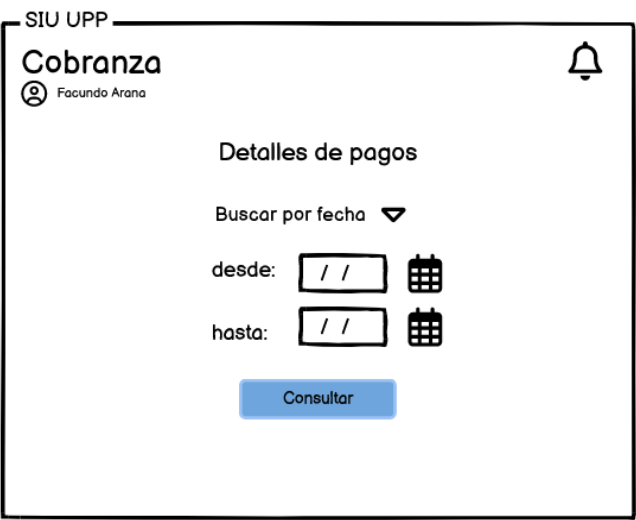 SIU UPP
Cobranza
Facundo Arana
Detalles de pagos
Buscar por fecha
desde: / /
hasta: / /
Consultar